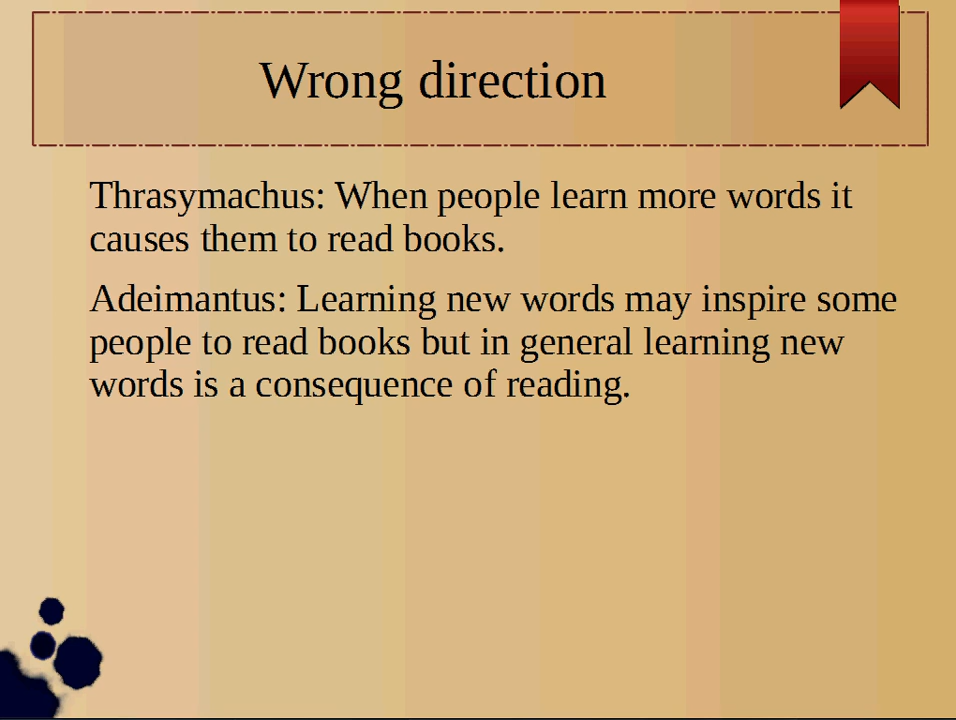 Wrong direction
Thrasymachus: When people learn more words it
causes them to read books.
Adeimantus: Learning new words may inspire some
people to read books but in general learning new
words is a consequence of reading.